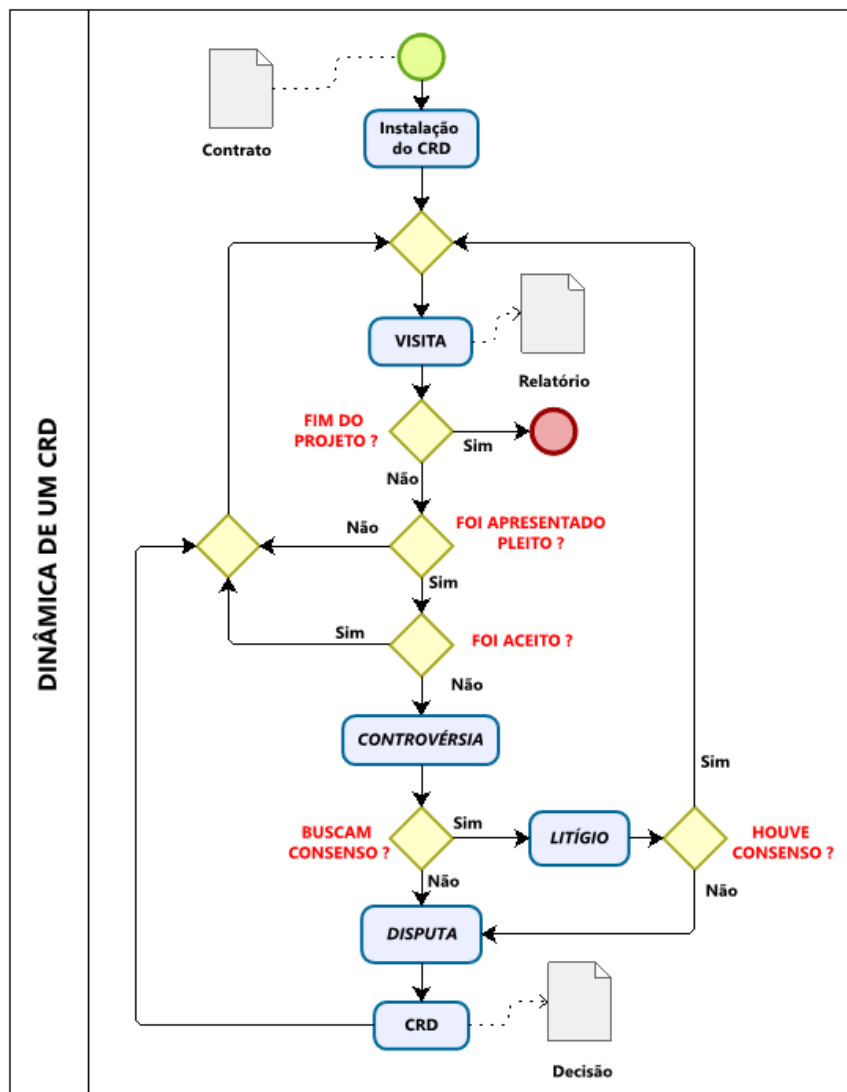 DINÂMICA DE UM CRD
Contrato
Instalação
do CRD
VISITA
Relatório
FIM DO
PROJETO ?
Sim
Não
Não
FOI APRESENTADO
PLEITO ?
Sim
Sim
FOI ACEITO ?
Não
CONTROVÉRSIA
Sim
BUSCAM
CONSENSO ?
Sim
LITÍGIO
HOUVE
CONSENSO ?
Não
Não
DISPUTA
CRD
Decisão